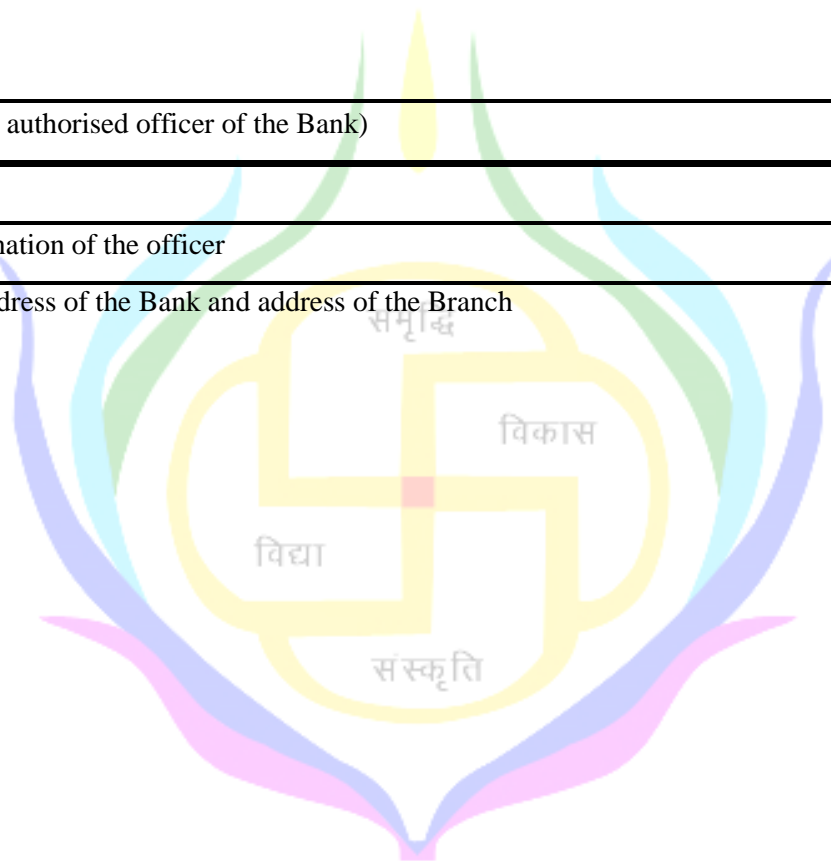 authorised officer of the Bank)
nation of the officer
dress of the Bank and address of the Branch
समृद्धि
विकास
विद्या
संस्कृति